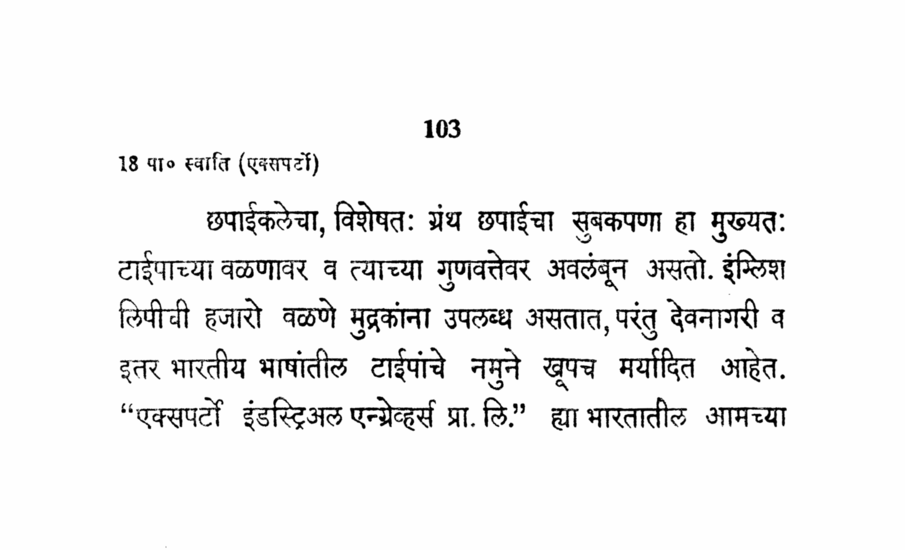 103
18 पा० स्वाति (एक्सपर्टो)
छपाईकलेचा, विशेषतः ग्रंथ छपाईचा सुबकपणा हा मुख्यतः
टाईपाच्या वळणावर व त्याच्या गुणवत्तेवर अवलंबून असतो. इंग्लिश
लिपीची हजारो वळणे मुद्रकांना उपलब्ध असतात, परंतु देवनागरी व
इतर भारतीय भाषांतील टाईपांचे नमुने खूपच मर्यादित आहेत.
“एक्सपर्टो इंडस्ट्रिअल एन्ग्रेव्हर्स प्रा. लि.” ह्या भारतातील आमच्या